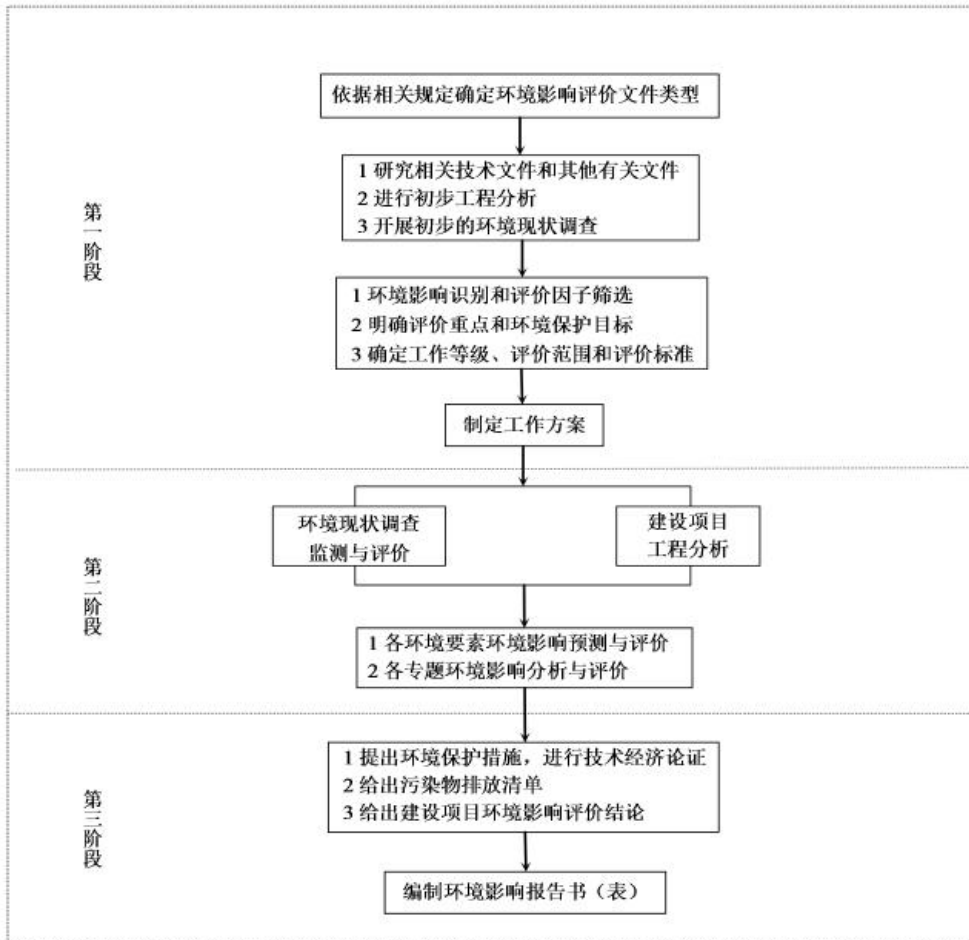 依据相关规定确定环境影响评价文件类型
1 研究相关技术文件和其他有关文件
2 进行初步工程分析
3 开展初步的环境现状调查
第一阶段
1 环境影响识别和评价因子筛选
2 明确评价重点和环境保护目标
3 确定工作等级、评价范围和评价标准
制定工作方案
环境现状调查
监测与评价
建设项目
工程分析
第二阶段
1 各环境要素环境影响预测与评价
2 各专题环境影响分析与评价
1 提出环境保护措施，进行技术经济论证
2 给出污染物排放清单
3 给出建设项目环境影响评价结论
第三阶段
编制环境影响报告书（表）